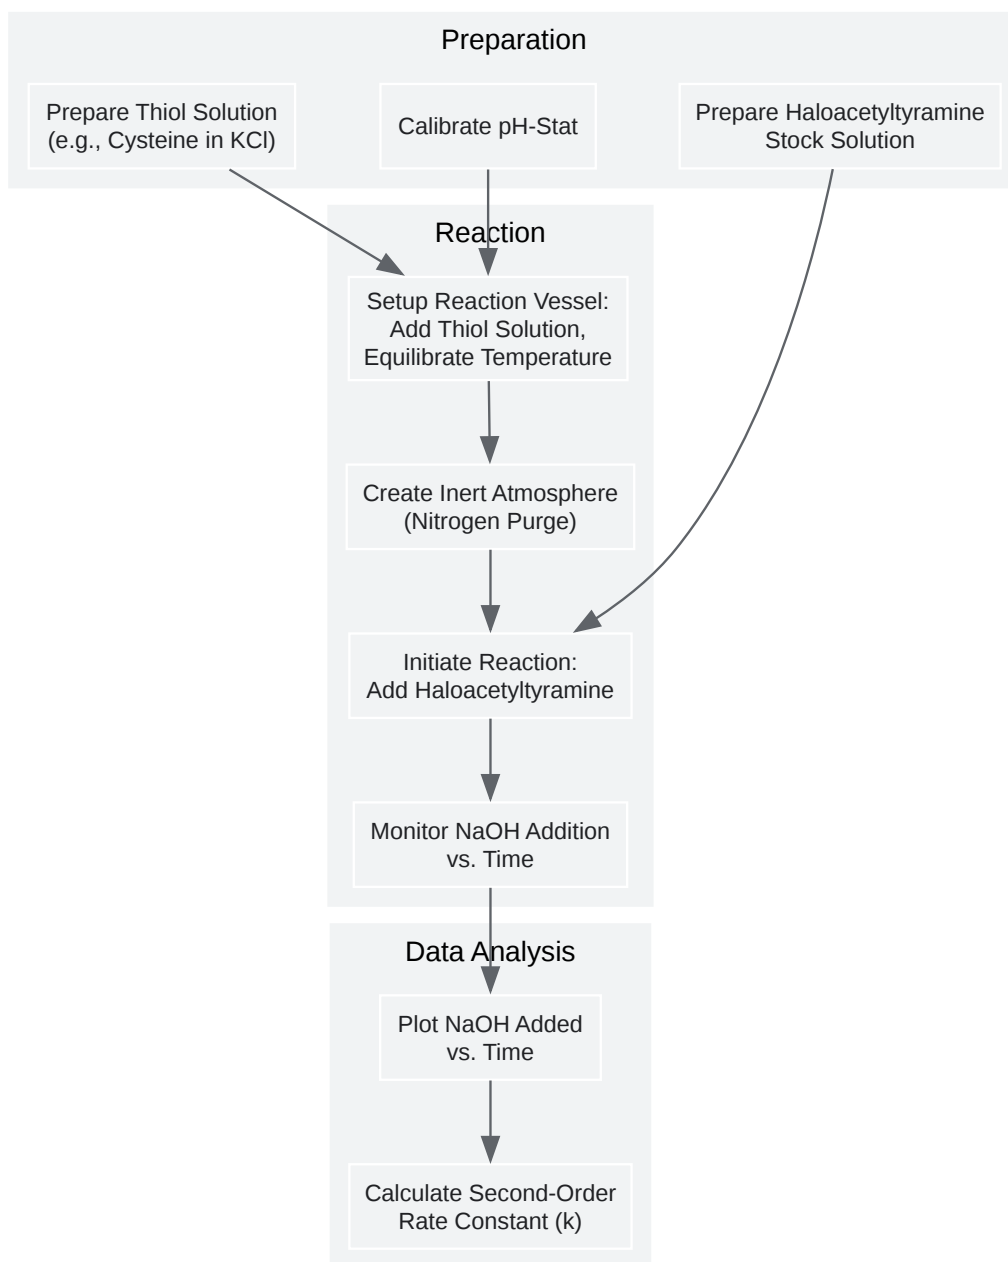 Preparation
Prepare Thiol Solution
(e.g., Cysteine in KCl)
Calibrate pH-Stat
Prepare Haloacetyltyramine
Stock Solution
Reaction
Setup Reaction Vessel:
Add Thiol Solution,
Equilibrate Temperature
Create Inert Atmosphere
(Nitrogen Purge)
Initiate Reaction:
Add Haloacetyltyramine
Monitor NaOH Addition
vs. Time
Data Analysis
Plot NaOH Added
vs. Time
Calculate Second-Order
Rate Constant (k)